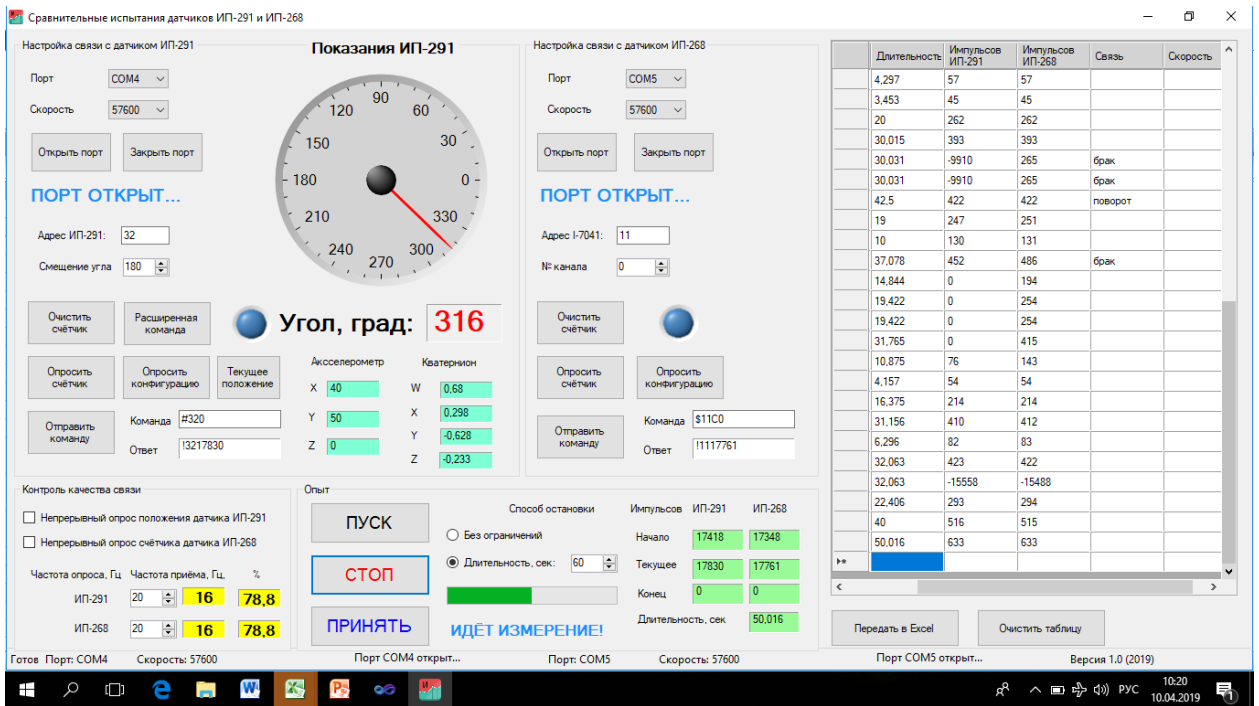 Сравнительные испытания датчиков ИП-291 и ИП-268
Настройка связи с датчиком ИП-291
Порт COM4
Скорость 57600
Открыть порт Закрыть порт
ПОРТ ОТКРЫТ...
Адрес ИП-291: 32
Смещение угла 180
Очистить счётчик
Расширенная команда
Опросить счётчик
Опросить конфигурацию
Текущее положение
Отправить команду
Команда #320
Ответ !3217830
Показания ИП-291
90
120 60
150 30
180 0
210 330
240 300
270
Угол, град: 316
Аксселерометр Кватернион
X 40 W 0,68
Y 50 X 0,298
Y -0,628
Z 0 Z -0,233
Настройка связи с датчиком ИП-268
Порт COM5
Скорость 57600
Открыть порт Закрыть порт
ПОРТ ОТКРЫТ...
Адрес I-7041: 11
№ канала 0
Очистить счётчик
Опросить счётчик
Опросить конфигурацию
Отправить команду
Команда $11C0
Ответ !1117761
Контроль качества связи
Непрерывный опрос положения датчика ИП-291
Непрерывный опрос счётчика датчика ИП-268
Частота опроса, Гц Частота приёма, Гц, %
ИП-291 20 16 78,8
ИП-268 20 16 78,8
Опыт
ПУСК
СТОП
ПРИНЯТЬ
Способ остановки
Без ограничений
Длительность, сек: 60
ИДЁТ ИЗМЕРЕНИЕ!
Импульсов ИП-291 ИП-268
Начало 17418 17348
Текущее 17830 17761
Конец 0 0
Длительность, сек 50,016
Длительность Импульсов ИП-291 Импульсов ИП-268 Связь Скорость
4,297 57 57
3,453 45 45
20 262 262
30,015 393 393
30,031 -9910 265 брак
30,031 -9910 265 брак
42.5 422 422 поворот
19 247 251
10 130 131
37,078 452 486 брак
14,844 0 194
19,422 0 254
19,422 0 254
31,765 0 415
10,875 76 143
4,157 54 54
16,375 214 214
31,156 410 412
6,296 82 83
32,063 423 422
32,063 -15558 -15488
22,406 293 294
40 516 515
50,016 633 633
Передать в Excel Очистить таблицу
Готов Порт: COM4 Скорость: 57600 Порт COM4 открыт... Порт: COM5 Скорость: 57600 Порт COM5 открыт... Версия 1.0 (2019)
РУС
10:20
10.04.2019
1